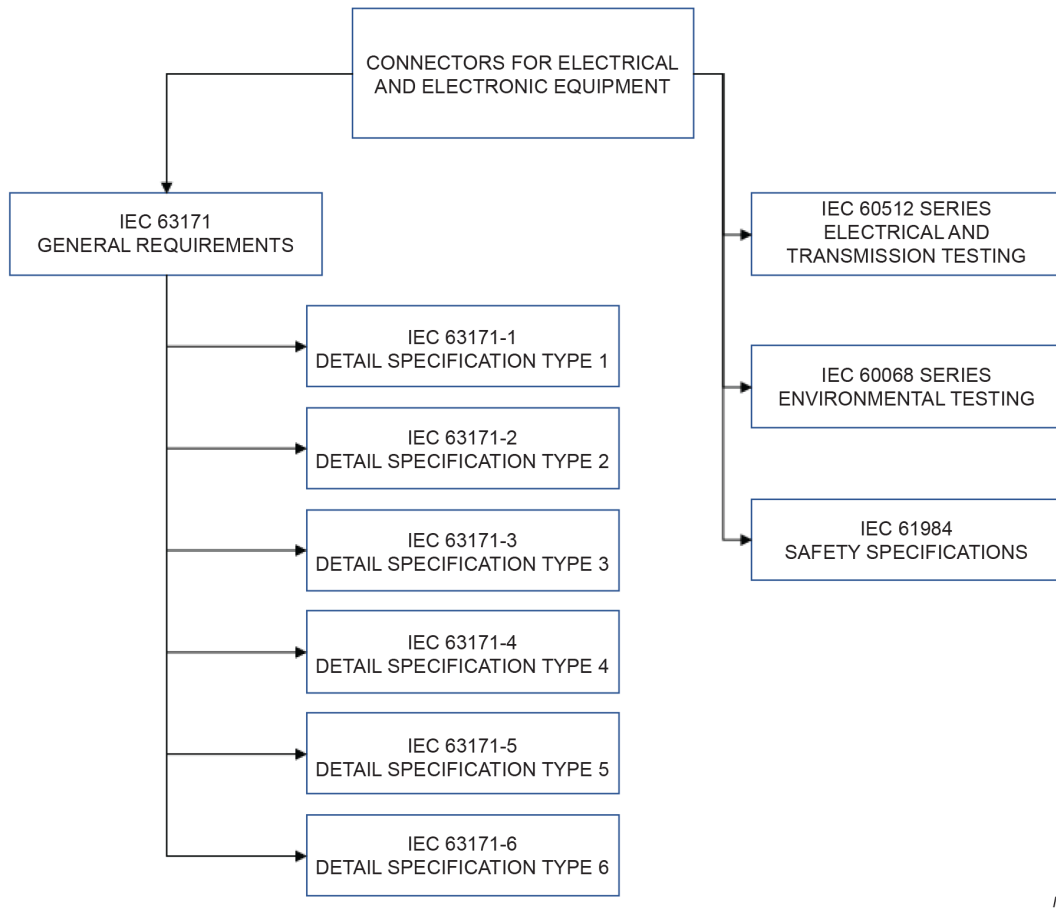 CONNECTORS FOR ELECTRICAL
AND ELECTRONIC EQUIPMENT
IEC 63171
GENERAL REQUIREMENTS
IEC 60512 SERIES
ELECTRICAL AND
TRANSMISSION TESTING
IEC 63171-1
DETAIL SPECIFICATION TYPE 1
IEC 60068 SERIES
ENVIRONMENTAL TESTING
IEC 63171-2
DETAIL SPECIFICATION TYPE 2
IEC 63171-3
DETAIL SPECIFICATION TYPE 3
IEC 61984
SAFETY SPECIFICATIONS
IEC 63171-4
DETAIL SPECIFICATION TYPE 4
IEC 63171-5
DETAIL SPECIFICATION TYPE 5
IEC 63171-6
DETAIL SPECIFICATION TYPE 6